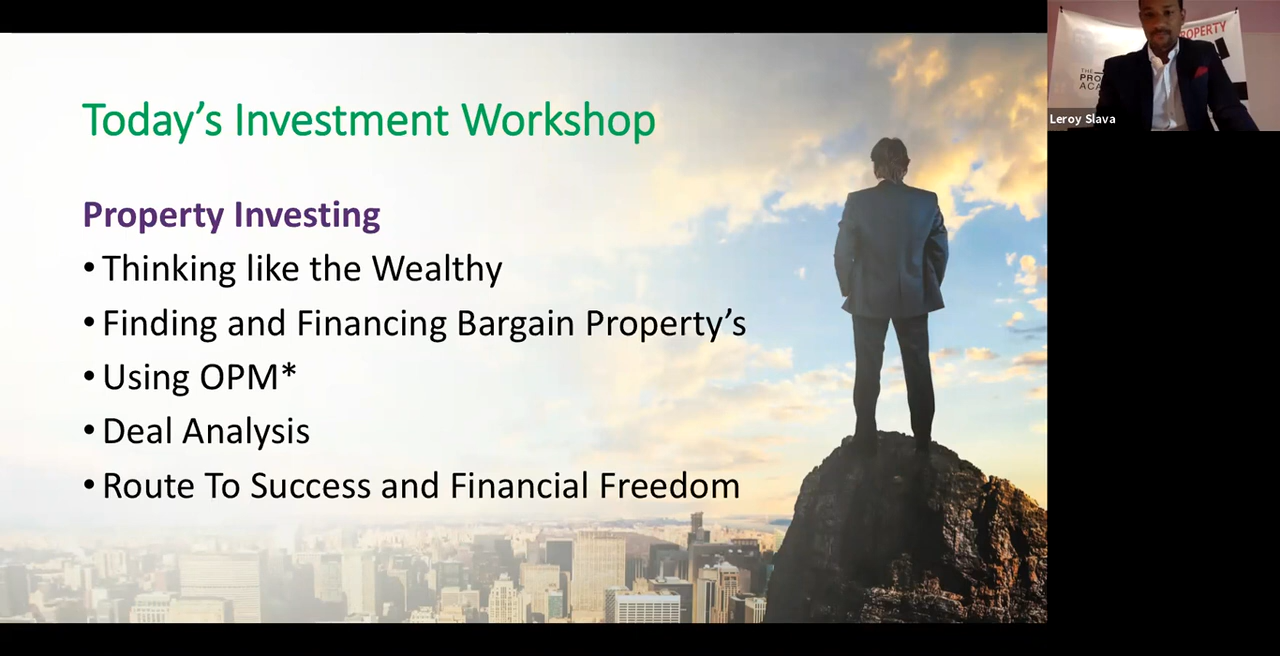 Today's Investment Workshop
Property Investing
• Thinking like the Wealthy
• Finding and Financing Bargain Property's
• Using OPM*
• Deal Analysis
• Route To Success and Financial Freedom
THE
Leroy Slava